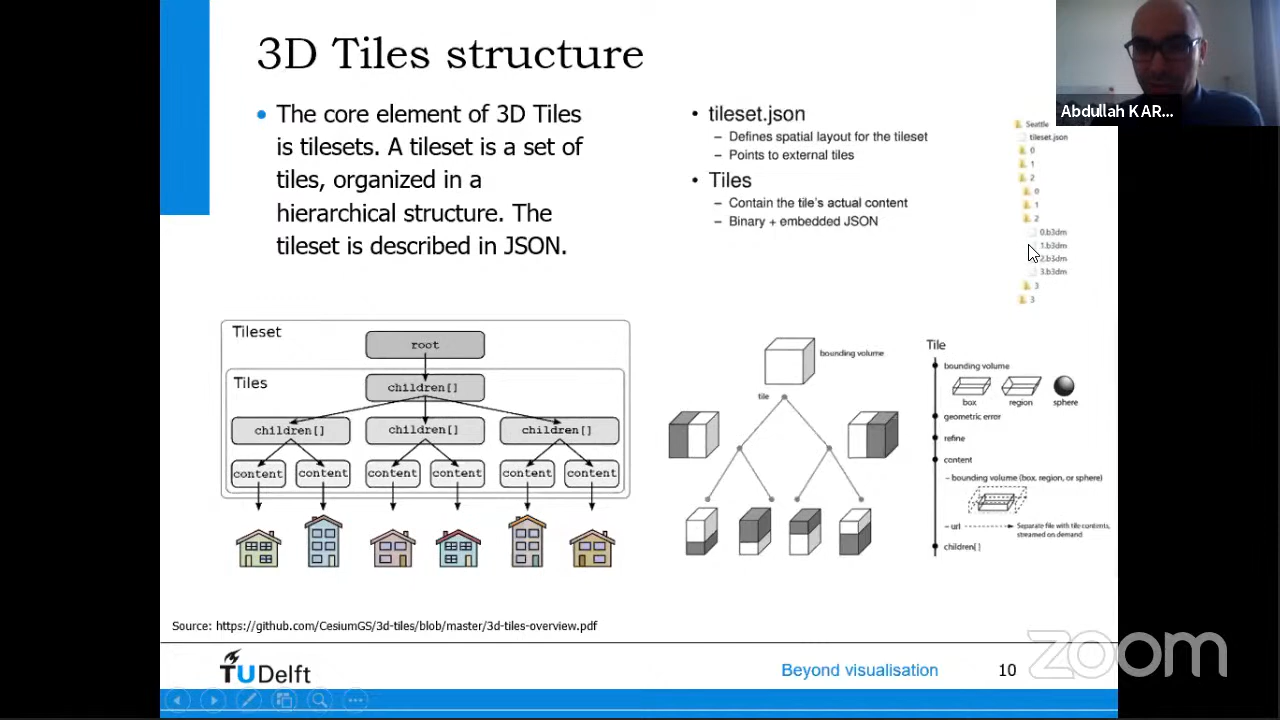 3D Tiles structure
Abdullah KAR...
• The core element of 3D Tiles
is tilesets. A tileset is a set of
tiles, organized in a
hierarchical structure. The
tileset is described in JSON.
• tileset.json
– Defines spatial layout for the tileset
– Points to external tiles
• Tiles
– Contain the tile's actual content
– Binary + embedded JSON
Seattle
tileset.json
0
1
2
0
1
2
0.b3dm
1.b3dm
2.b3dm
3.b3dm
3
3
Tileset
root
Tiles
children[]
children[] children[] children[]
content content content content content content
bounding volume
tile
Tile
bounding volume
box region sphere
geometric error
refine
content
– bounding volume (box, region, or sphere)
– url Separate file with tile contents,
streamed on demand
children[]
Source: https://github.com/CesiumGS/3d-tiles/blob/master/3d-tiles-overview.pdf
TUDelft
Beyond visualisation 10
zoom